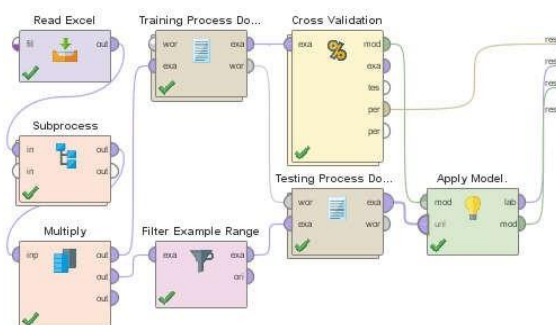 Read Excel
fil
out
Subprocess
in
out
in
out
Multiply
inp
out
out
out
Training Process Do...
wor
exa
exa
wor
Filter Example Range
exa
exa
ori
Cross Validation
exa
mod
exa
tes
per
per
Testing Process Do...
wor
exa
exa
wor
Apply Model.
mod
lab
unl
mod
res
res
res
res